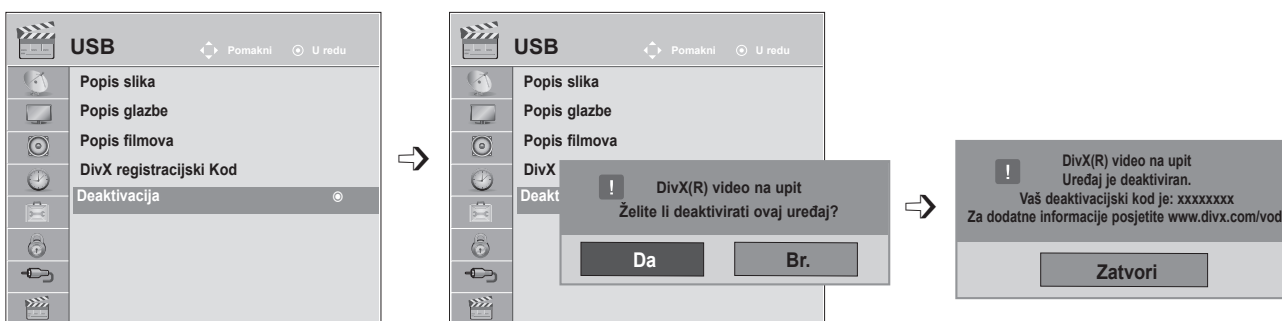 USB Pomakni U redu
Popis slika
Popis glazbe
Popis filmova
DivX registracijski Kod
Deaktivacija
USB Pomakni U redu
Popis slika
Popis glazbe
Popis filmova
DivX
Deakt
! DivX(R) video na upit
Želite li deaktivirati ovaj uređaj?
Da Br.
! DivX(R) video na upit
Uređaj je deaktiviran.
Vaš deaktivacijski kod je: xxxxxxxx
Za dodatne informacije posjetite www.divx.com/vod
Zatvori